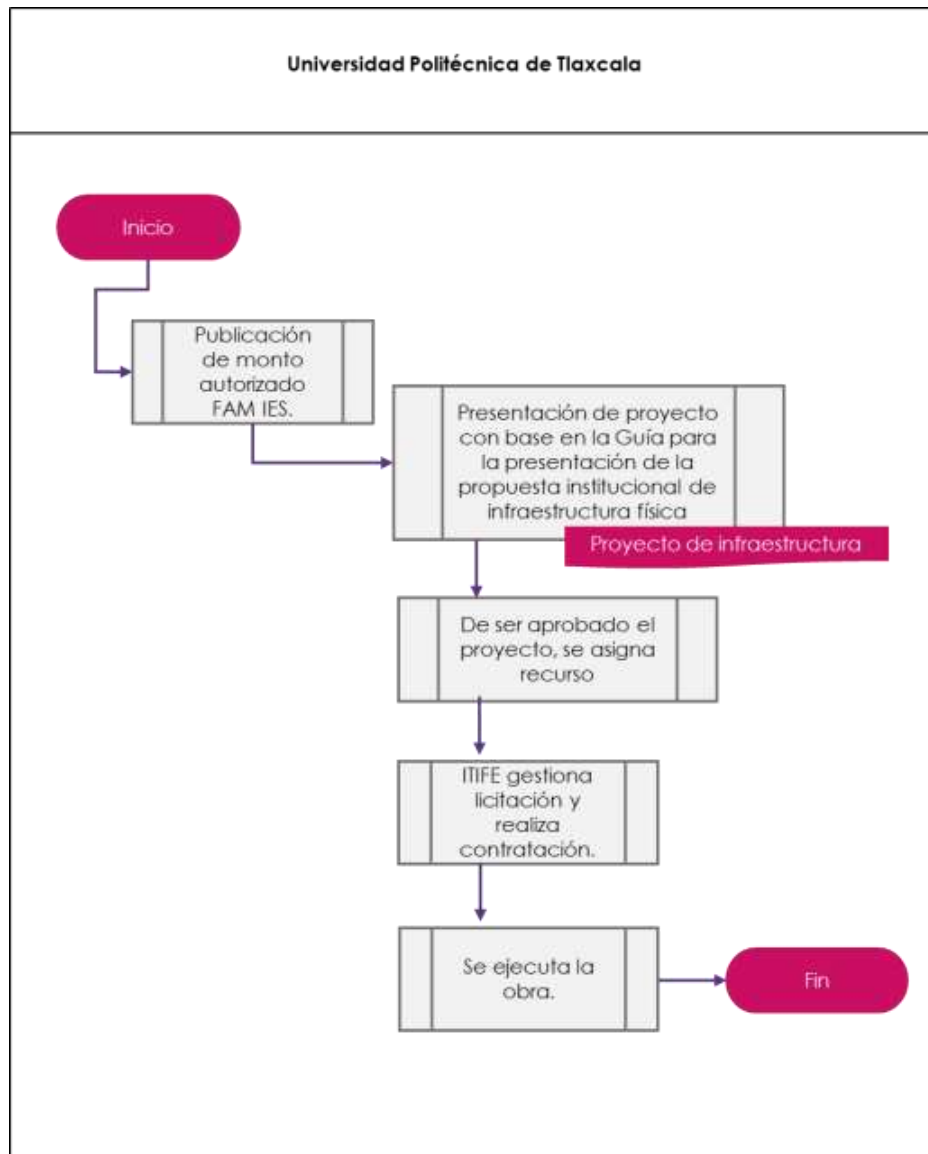 Universidad Politécnica de Tlaxcala
Inicio
Publicación
de monto
autorizado
FAM IES.
Presentación de proyecto
con base en la Guía para
la presentación de la
propuesta institucional de
infraestructura física
Proyecto de infraestructura
De ser aprobado el
proyecto, se asigna
recurso
ITIFE gestiona
licitación y
realiza
contratación.
Se ejecuta la
obra.
Fin